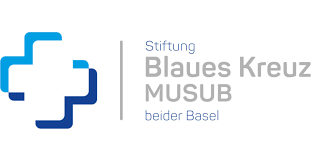 Stiftung
Blaues Kreuz
MUSUB
beider Basel